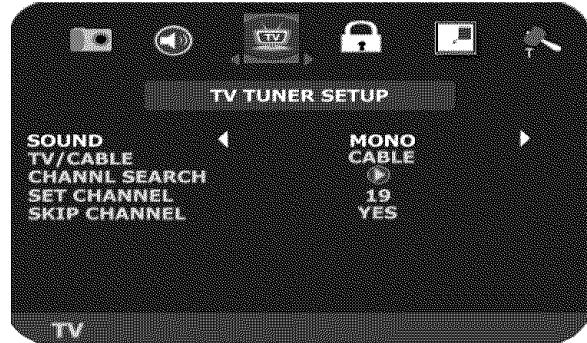 TV
TV TUNER SETUP
SOUND MONO
TV/CABLE CABLE
CHANNL SEARCH
SET CHANNEL 19
SKIP CHANNEL YES
TV